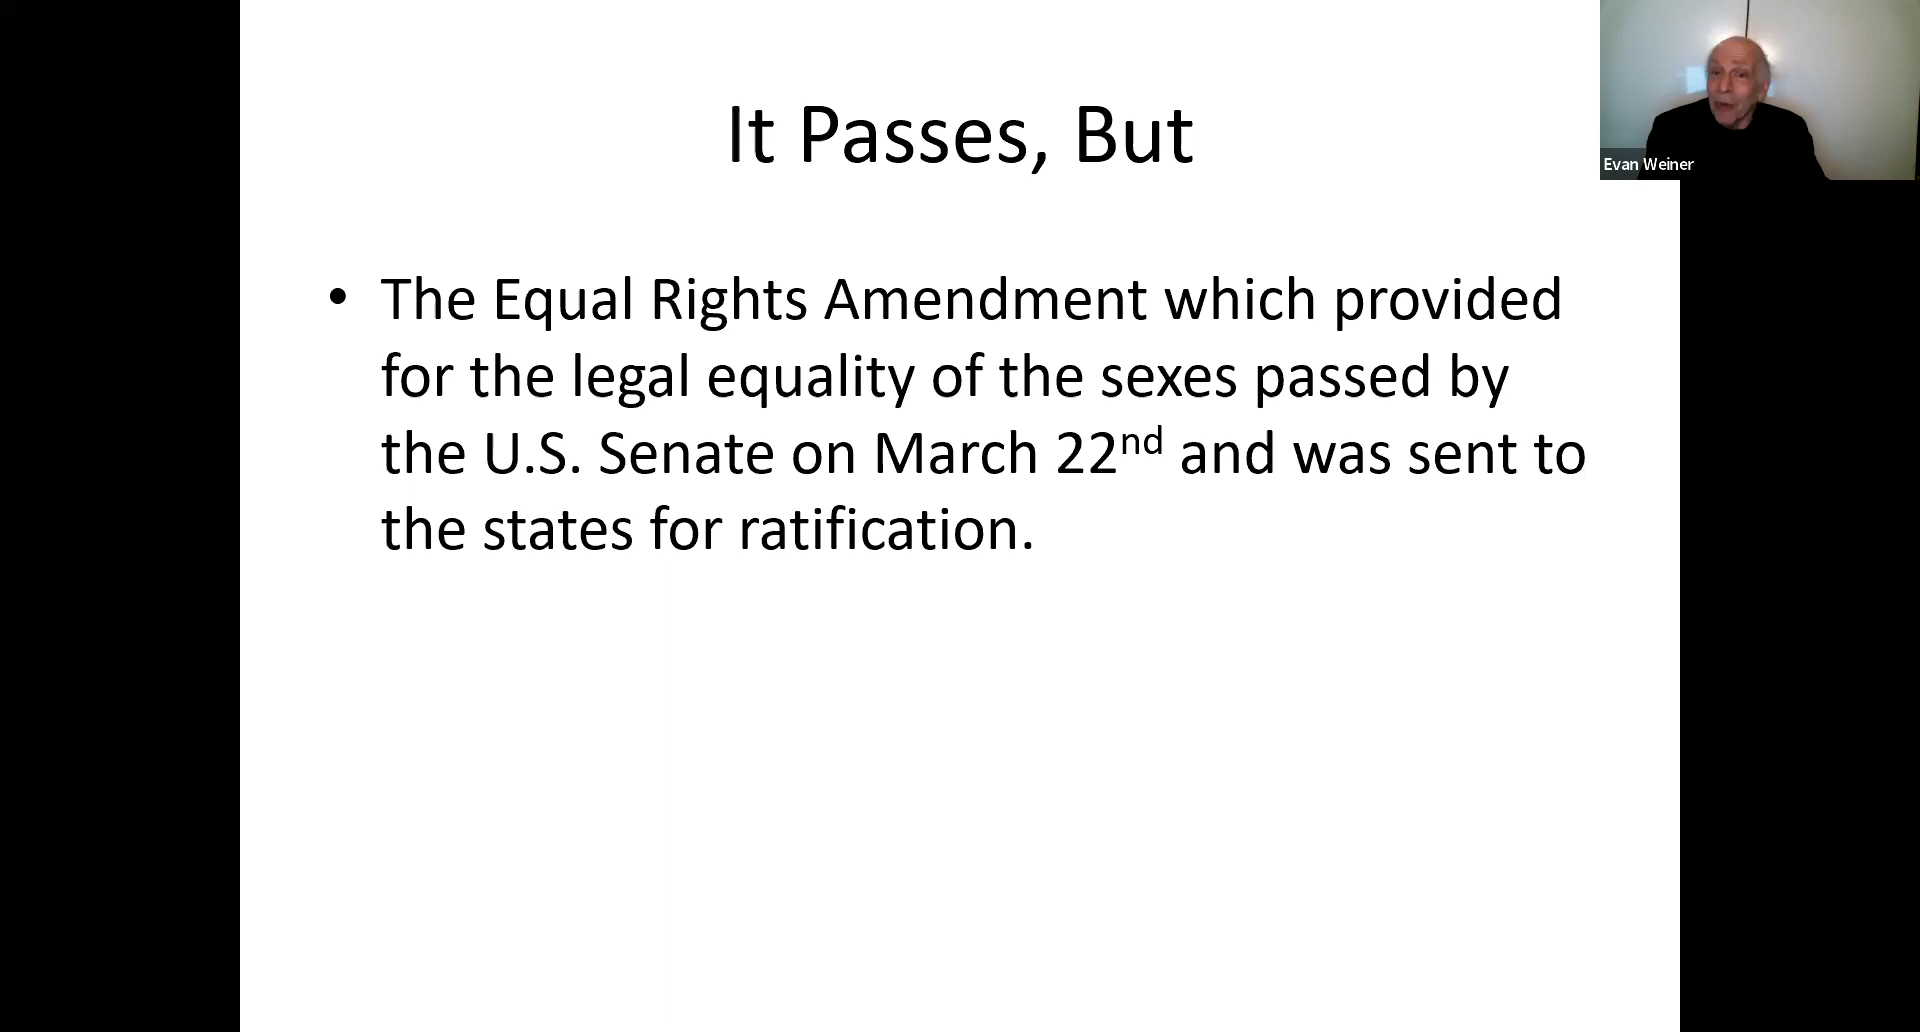 It Passes, But
Evan Weiner
• The Equal Rights Amendment which provided
for the legal equality of the sexes passed by
the U.S. Senate on March 22nd and was sent to
the states for ratification.